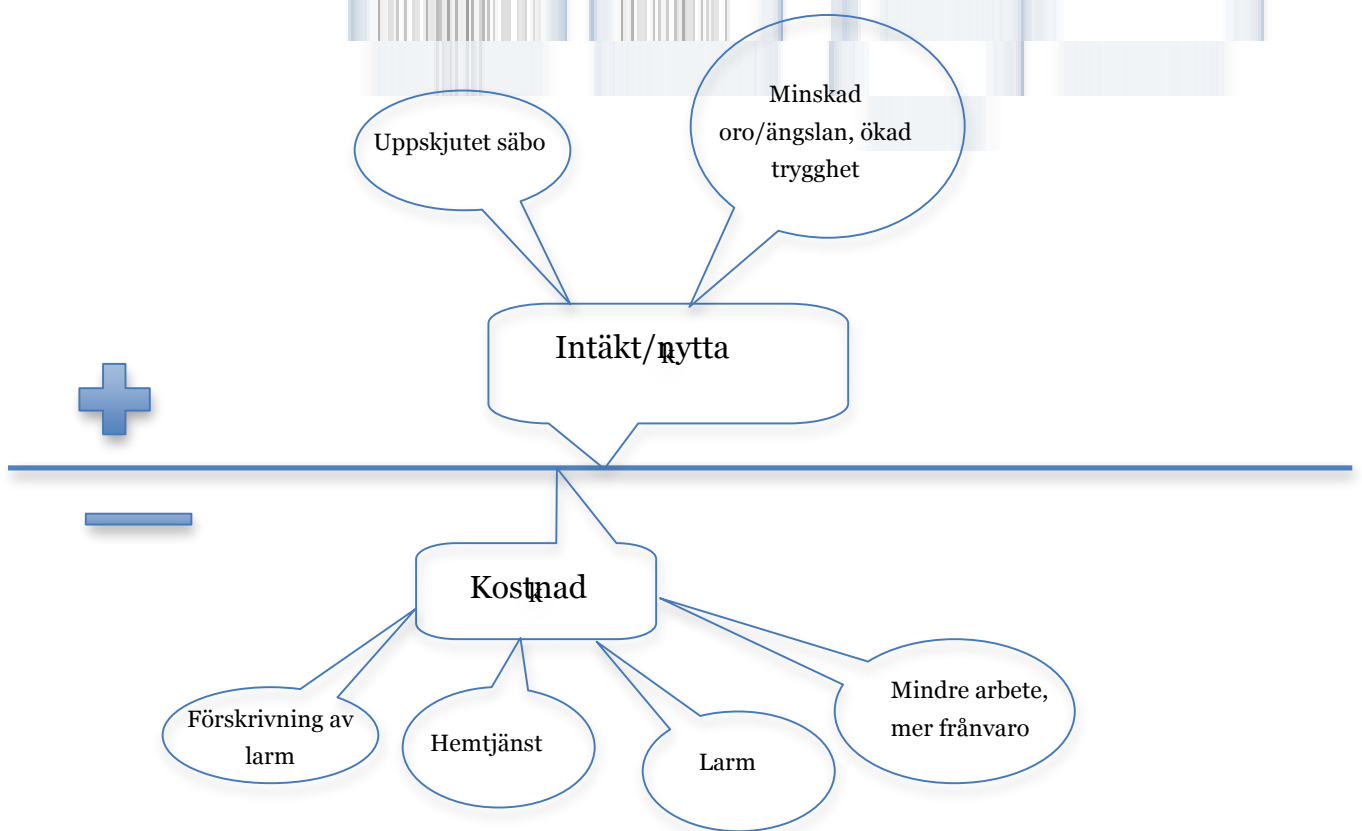 Minskad
oro/ängslan, ökad
trygghet
Uppskjutet säbo
Intäkt/nytta
Kostnad
Mindre arbete,
mer frånvaro
Förskrivning av
larm
Hemtjänst
Larm